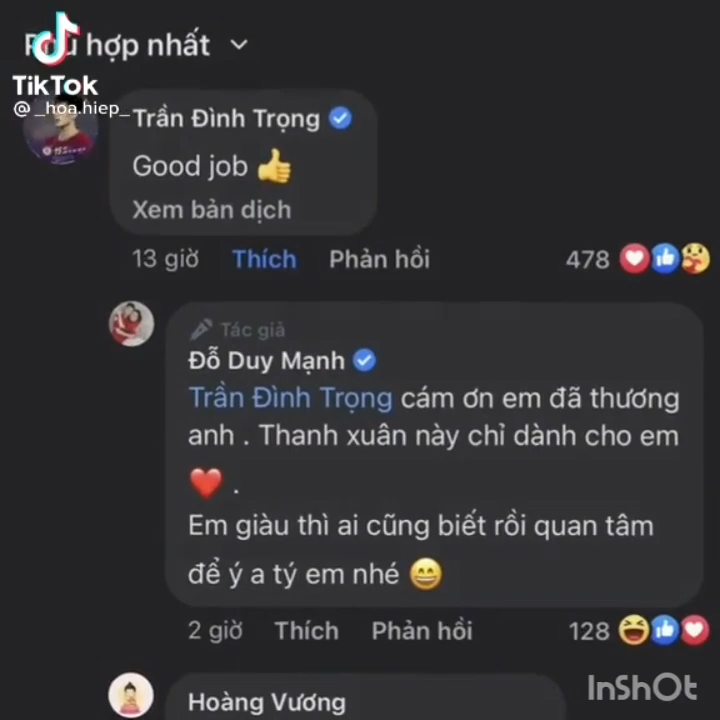 Phù hợp nhất
TikTok
@_hoa.hiep_
Trần Đình Trọng
Good job 👍
Xem bản dịch
13 giờ Thích Phản hồi 478
Tác giả
Đỗ Duy Mạnh
Trần Đình Trọng cám ơn em đã thương
anh . Thanh xuân này chỉ dành cho em
❤️ .
Em giàu thì ai cũng biết rồi quan tâm
để ý a tý em nhé 😄
2 giờ Thích Phản hồi 128
Hoàng Vương
InShOt